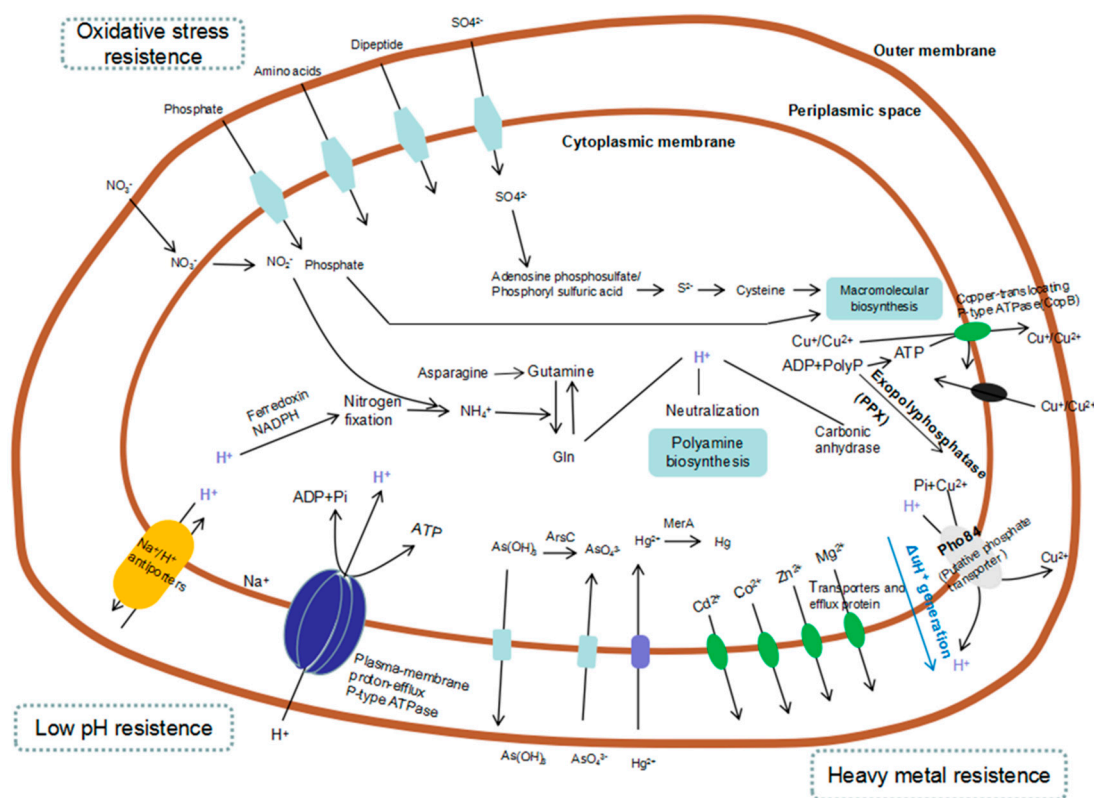 Oxidative stress
resistence
SO4²⁻
Dipeptide
Amino acids
Phosphate
NO₃⁻
Outer membrane
Periplasmic space
Cytoplasmic membrane
SO4²⁻
NO₃⁻
NO₂⁻
Phosphate
Adenosine phosphosulfate/
Phosphoryl sulfuric acid
S²⁻
Cysteine
Macromolecular
biosynthesis
Copper-translocating
P-type ATPase(CopB)
Cu⁺/Cu²⁺
Cu⁺/Cu²⁺
ADP+PolyP
ATP
Exopolyphosphatase
(PPX)
Cu⁺/Cu²⁺
H⁺
Asparagine
Gutamine
Ferredoxin
NADPH
Nitrogen
fixation
NH₄⁺
Gln
H⁺
Neutralization
Polyamine
biosynthesis
Carbonic
anhydrase
H⁺
Na⁺/H⁺
antiporters
Na⁺
ADP+Pi
H⁺
ATP
Plasma-membrane
proton-efflux
P-type ATPase
H⁺
As(OH)₃
ArsC
AsO₄³⁻
Hg²⁺
MerA
Hg
Cd²⁺
Co²⁺
Zn²⁺
Mg²⁺
Transporters and
efflux protein
Pi+Cu²⁺
H⁺
Pho84
(Putative phosphate
transporter)
Cu²⁺
ΔuH⁺ generation
H⁺
As(OH)₃
AsO₄³⁻
Hg²⁺
Low pH resistence
Heavy metal resistence